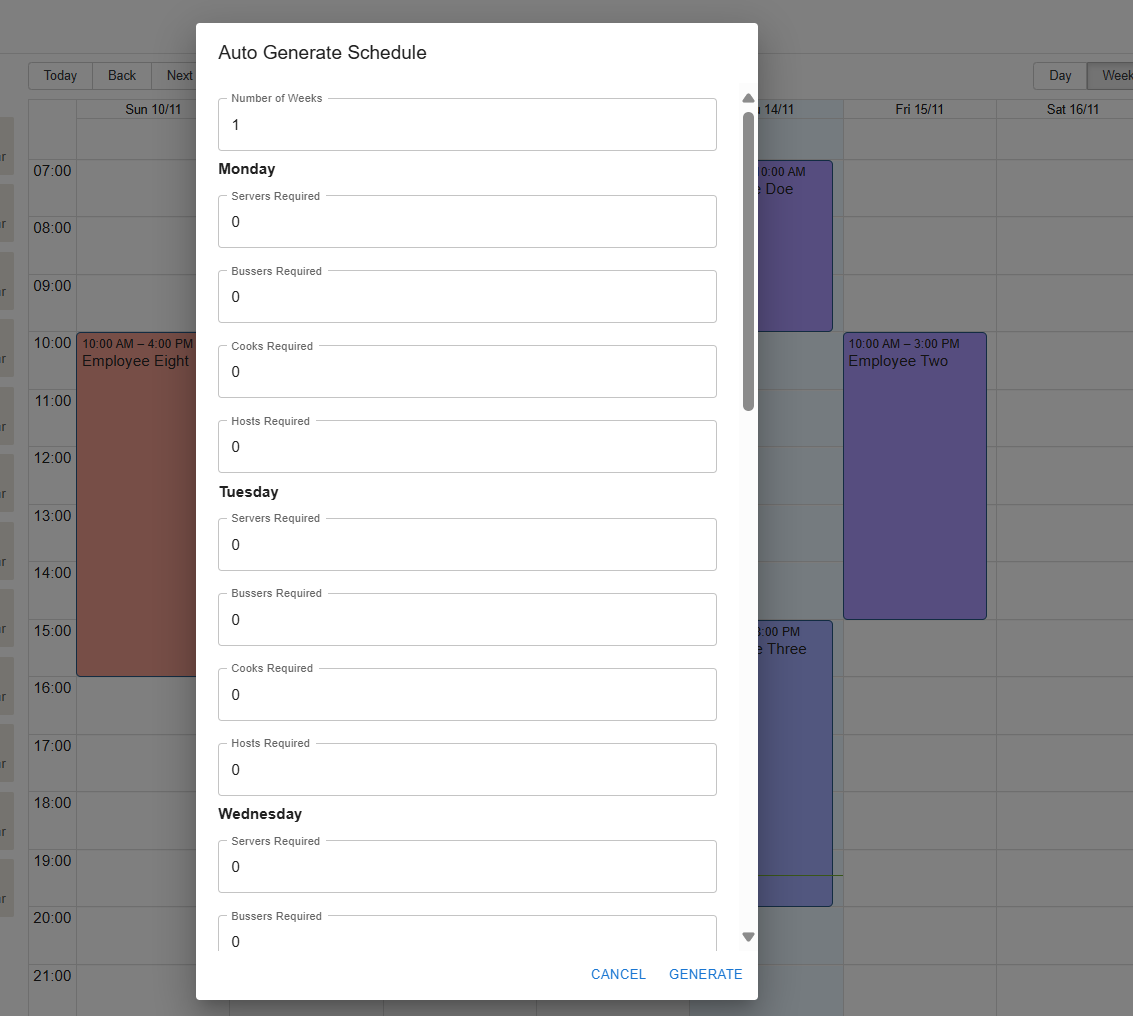 Auto Generate Schedule
Today Back Next
Day Week
Sun 10/11
14/11
Fri 15/11
Sat 16/11
Number of Weeks
1
Monday
Servers Required
0
Bussers Required
0
Cooks Required
0
Hosts Required
0
Tuesday
Servers Required
0
Bussers Required
0
Cooks Required
0
Hosts Required
0
Wednesday
Servers Required
0
Bussers Required
0
CANCEL GENERATE
07:00
08:00
09:00
10:00
11:00
12:00
13:00
14:00
15:00
16:00
17:00
18:00
19:00
20:00
21:00
10:00 AM – 4:00 PM
Employee Eight
0:00 AM
e Doe
10:00 AM – 3:00 PM
Employee Two
:00 PM
e Three